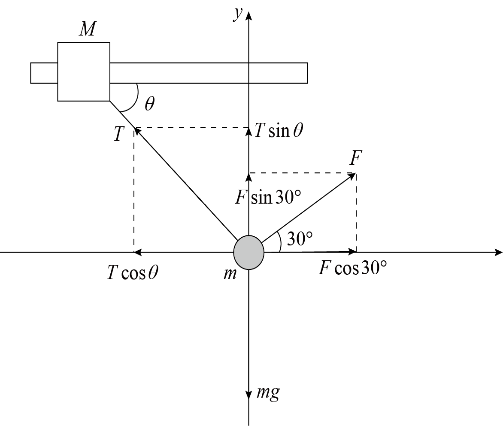 y
M
θ
T
T sin θ
F
F sin 30°
30°
T cos θ
m
F cos 30°
mg